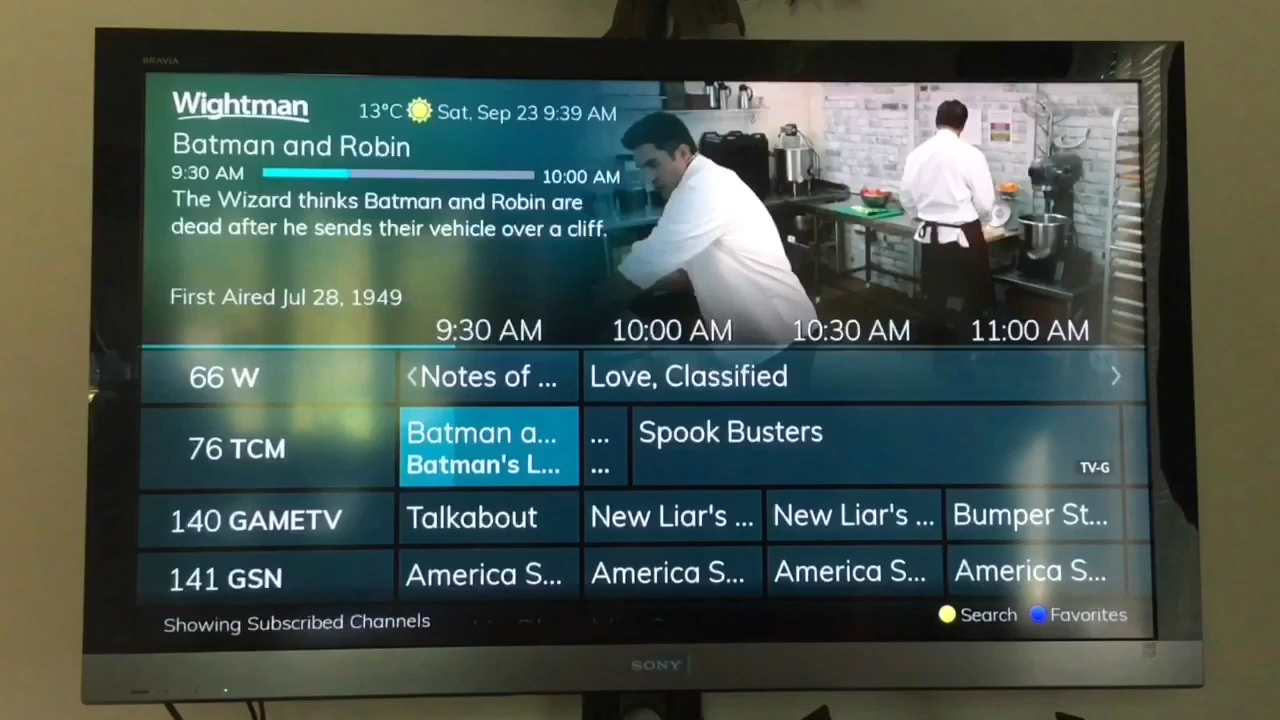 BRAVIA
Wightman
13°C Sat, Sep 23 9:39 AM
Batman and Robin
9:30 AM 10:00 AM
The Wizard thinks Batman and Robin are
dead after he sends their vehicle over a cliff.
First Aired Jul 28, 1949
9:30 AM 10:00 AM 10:30 AM 11:00 AM
66 W <Notes of ... Love, Classified >
76 TCM Batman a... ... Spook Busters
Batman's L... ... TV-G
140 GAMETV Talkabout New Liar's ... New Liar's ... Bumper St...
141 GSN America S... America S... America S... America S...
Showing Subscribed Channels Search Favorites
SONY